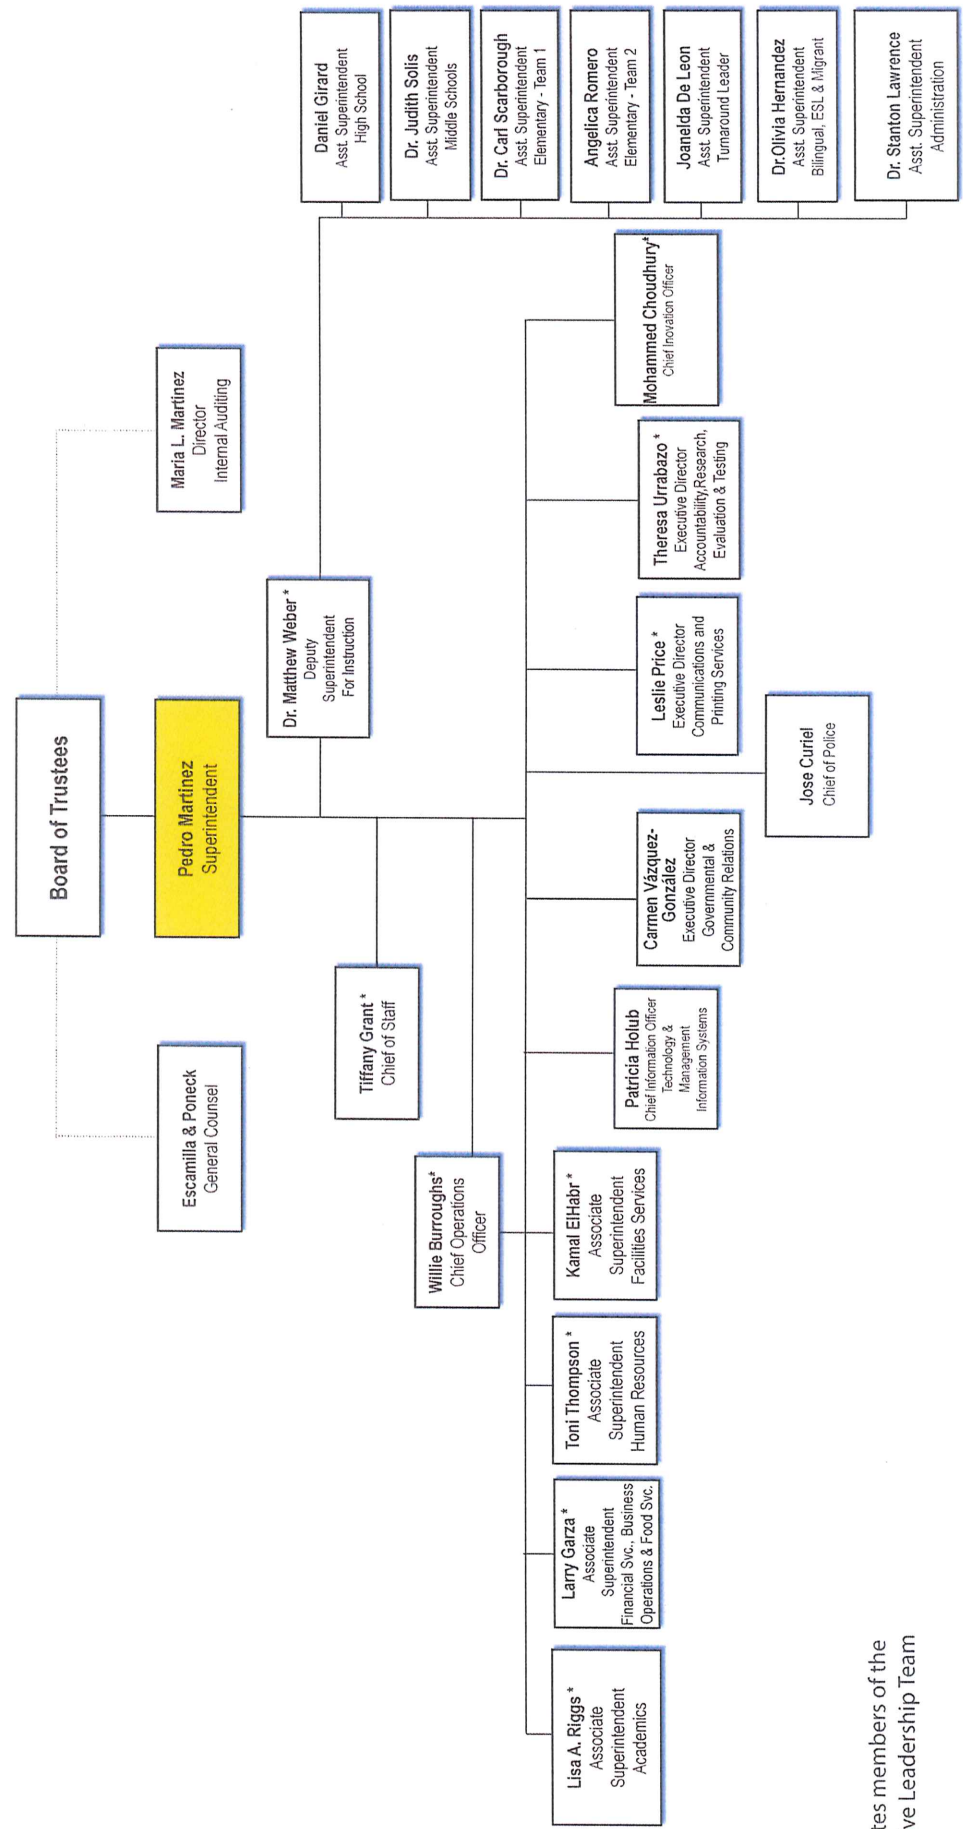 Board of Trustees
Escamilla & Poneck
General Counsel
Maria L. Martinez
Director
Internal Auditing
Pedro Martinez
Superintendent
Dr. Matthew Weber *
Deputy
Superintendent
For Instruction
Tiffany Grant *
Chief of Staff
Willie Burroughs*
Chief Operations
Officer
Daniel Girard
Asst. Superintendent
High School
Dr. Judith Solis
Asst. Superintendent
Middle Schools
Dr. Carl Scarborough
Asst. Superintendent
Elementary - Team 1
Angelica Romero
Asst. Superintendent
Elementary - Team 2
Joanelda De Leon
Asst. Superintendent
Turnaround Leader
Dr.Olivia Hernandez
Asst. Superintendent
Bilingual, ESL & Migrant
Dr. Stanton Lawrence
Asst. Superintendent
Administration
Lisa A. Riggs *
Associate
Superintendent
Academics
Larry Garza *
Associate
Superintendent
Financial Svc., Business
Operations & Food Svc.
Toni Thompson *
Associate
Superintendent
Human Resources
Kamal ElHabr *
Associate
Superintendent
Facilities Services
Patricia Holub
Chief Information Officer
Technology &
Management
Information Systems
Carmen Vázquez-
González
Executive Director
Governmental &
Community Relations
Jose Curiel
Chief of Police
Leslie Price *
Executive Director
Communications and
Printing Services
Theresa Urrabazo *
Executive Director
Accountability,Research,
Evaluation & Testing
Mohammed Choudhury*
Chief Inovation Officer
tes members of the
ve Leadership Team